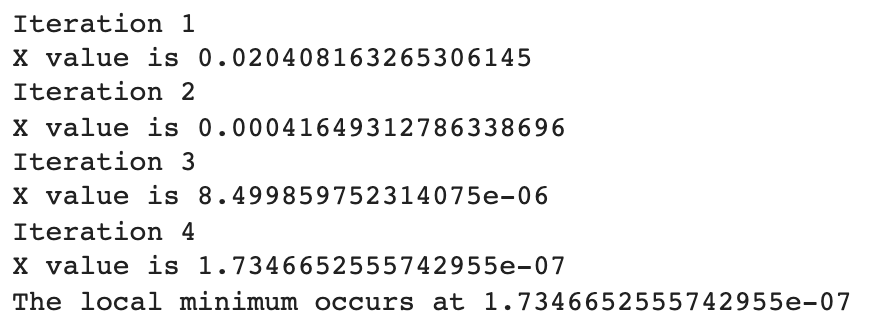 Iteration 1
X value is 0.020408163265306145
Iteration 2
X value is 0.00041649312786338696
Iteration 3
X value is 8.499859752314075e-06
Iteration 4
X value is 1.7346652555742955e-07
The local minimum occurs at 1.7346652555742955e-07